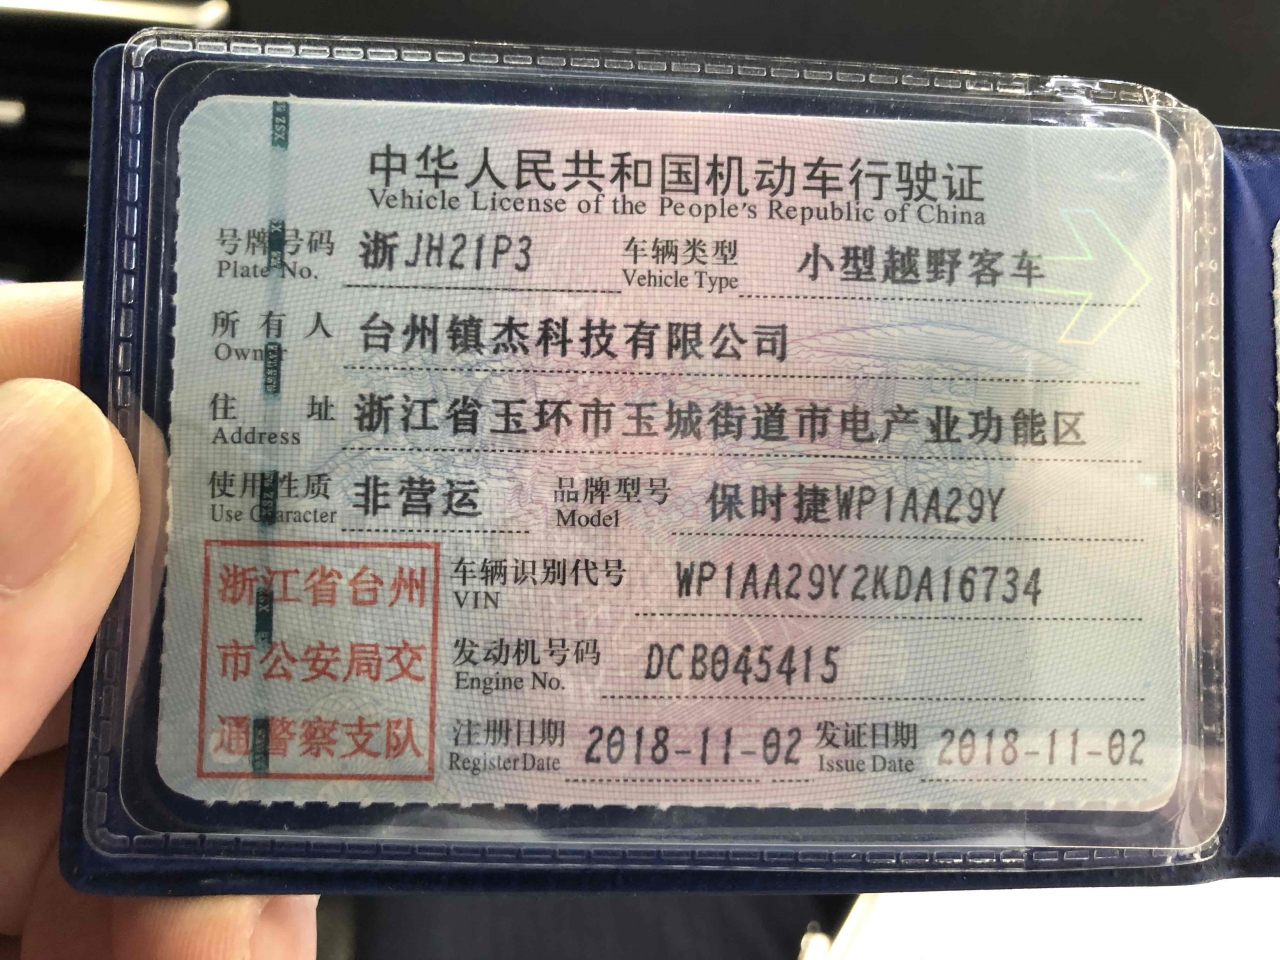 中华人民共和国机动车行驶证
Vehicle License of the People's Republic of China
号牌号码 浙JH21P3 车辆类型 小型越野客车
Plate No. Vehicle Type
所有人 台州镇杰科技有限公司
Owner
住址 浙江省玉环市玉城街道市电产业功能区
Address
使用性质 非营运 品牌型号 保时捷WP1AA29Y
Use Character Model
浙江省台州
市公安局交
通警察支队
车辆识别代号 WP1AA29Y2KDA16734
VIN
发动机号码 DCB045415
Engine No.
注册日期 2018-11-02 发证日期 2018-11-02
Register Date Issue Date